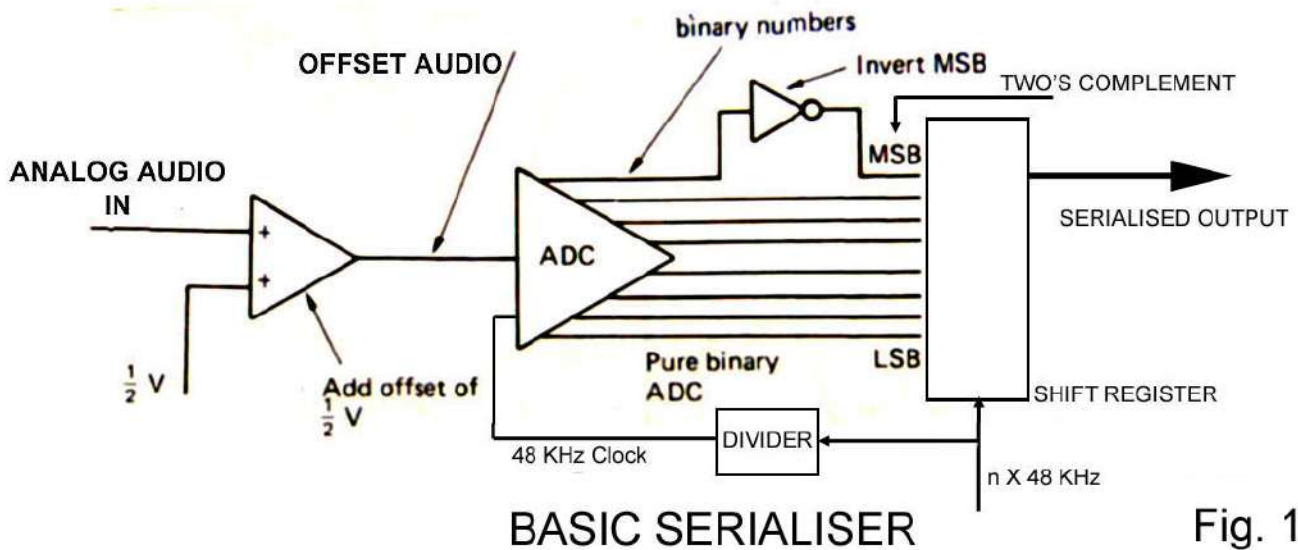 binary numbers
OFFSET AUDIO
Invert MSB
TWO'S COMPLEMENT
MSB
ANALOG AUDIO
IN
SERIALISED OUTPUT
+
ADC
+
Pure binary
ADC
LSB
1/2 V
Add offset of
1/2 V
SHIFT REGISTER
DIVIDER
48 KHz Clock
n X 48 KHz
BASIC SERIALISER
Fig. 1